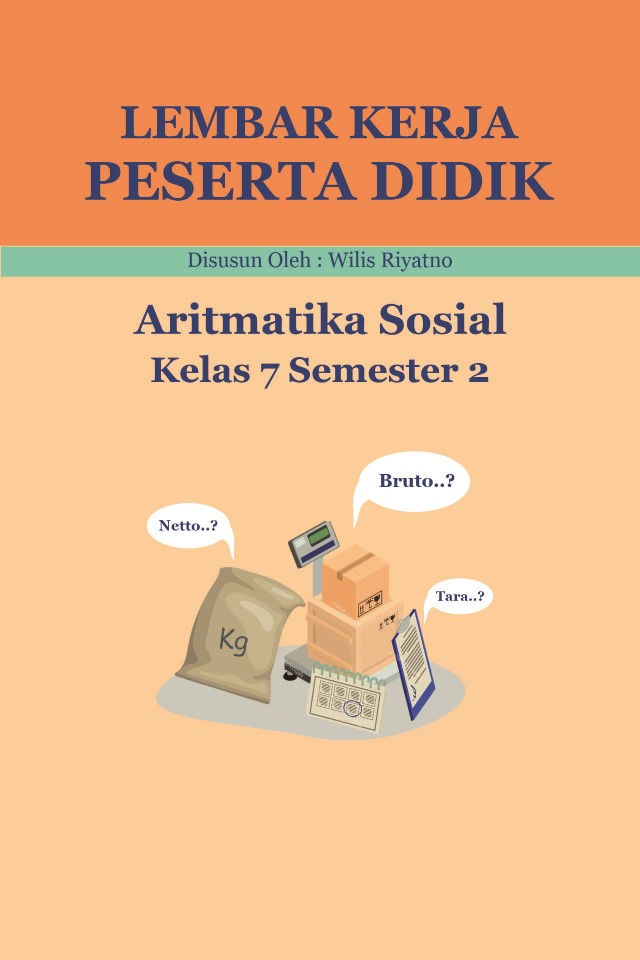 LEMBAR KERJA
PESERTA DIDIK
Disusun Oleh : Wilis Riyatno
Aritmatika Sosial
Kelas 7 Semester 2
Bruto..?
Netto..?
Tara..?
Kg